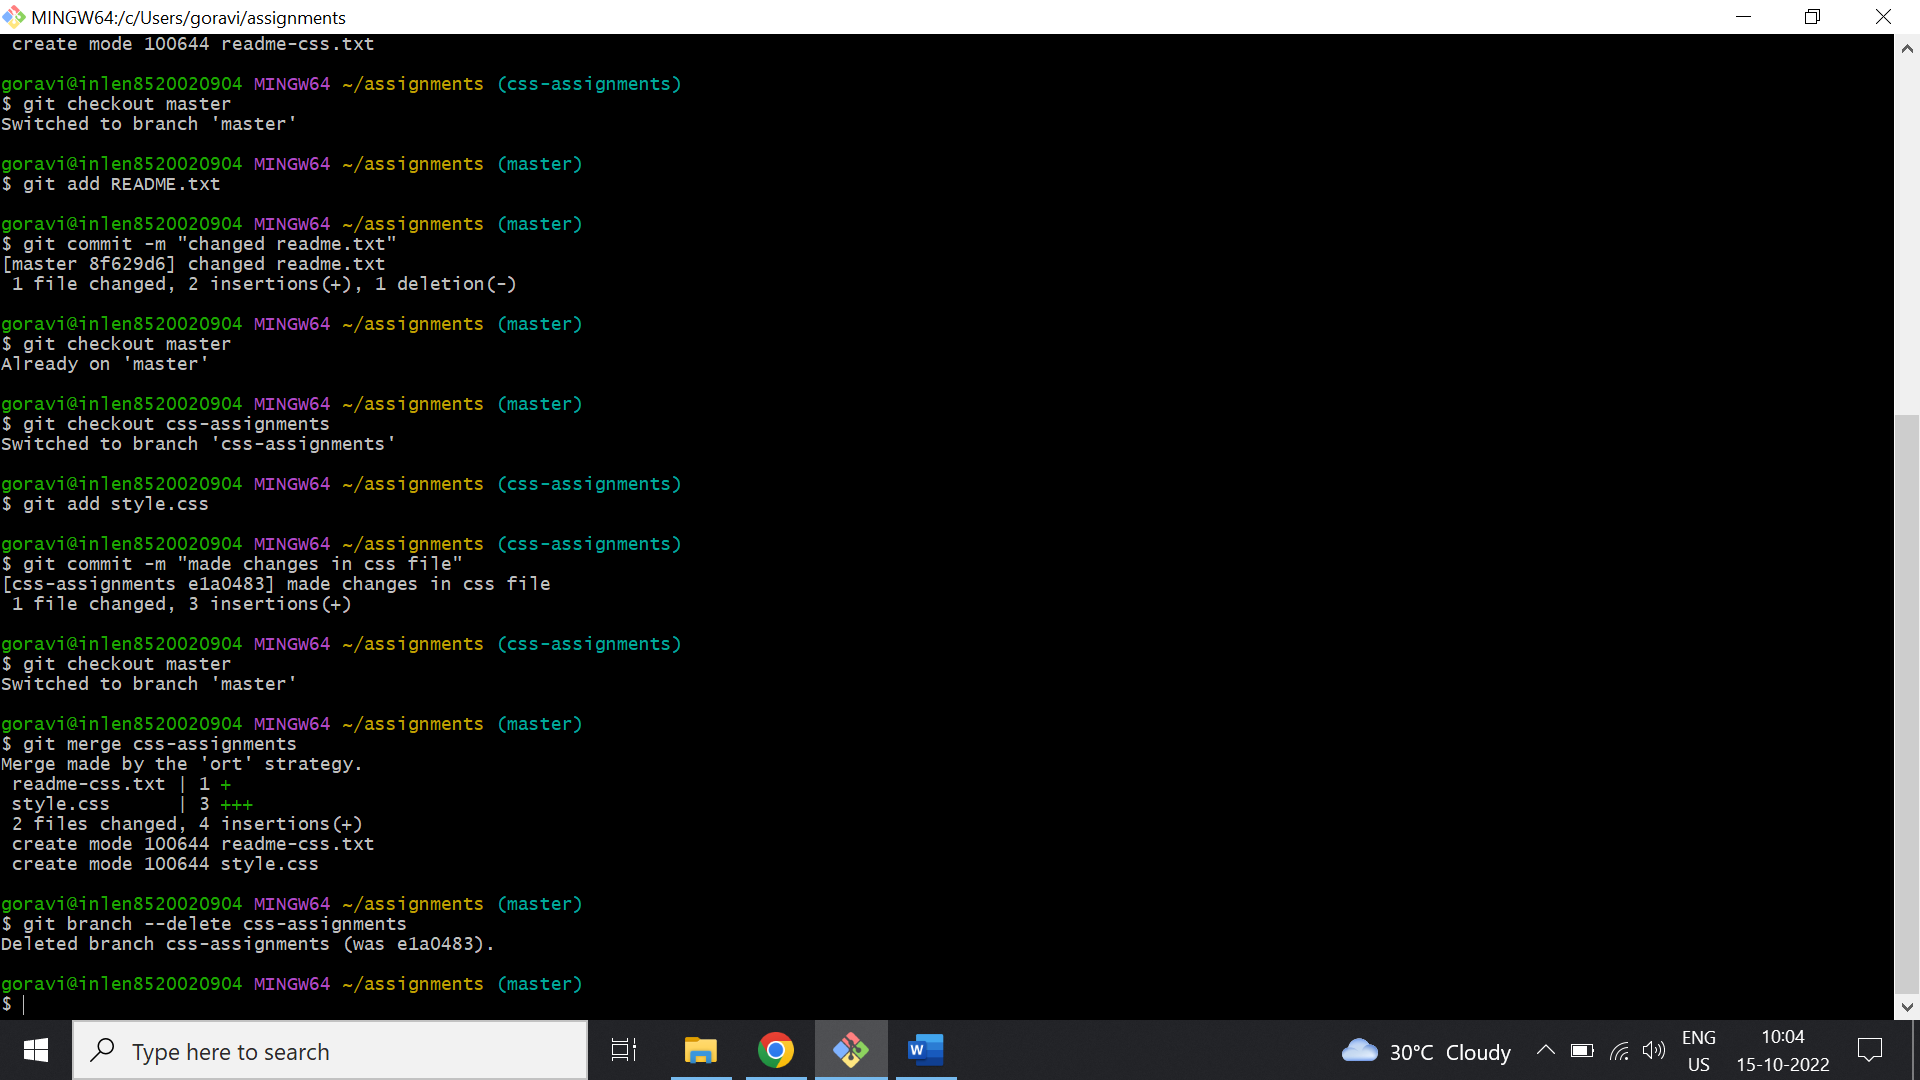 MINGW64:/c/Users/goravi/assignments
 create mode 100644 readme-css.txt
goravi@inlen8520020904 MINGW64 ~/assignments (css-assignments)
$ git checkout master
Switched to branch 'master'
goravi@inlen8520020904 MINGW64 ~/assignments (master)
$ git add README.txt
goravi@inlen8520020904 MINGW64 ~/assignments (master)
$ git commit -m "changed readme.txt"
[master 8f629d6] changed readme.txt
 1 file changed, 2 insertions(+), 1 deletion(-)
goravi@inlen8520020904 MINGW64 ~/assignments (master)
$ git checkout master
Already on 'master'
goravi@inlen8520020904 MINGW64 ~/assignments (master)
$ git checkout css-assignments
Switched to branch 'css-assignments'
goravi@inlen8520020904 MINGW64 ~/assignments (css-assignments)
$ git add style.css
goravi@inlen8520020904 MINGW64 ~/assignments (css-assignments)
$ git commit -m "made changes in css file"
[css-assignments e1a0483] made changes in css file
 1 file changed, 3 insertions(+)
goravi@inlen8520020904 MINGW64 ~/assignments (css-assignments)
$ git checkout master
Switched to branch 'master'
goravi@inlen8520020904 MINGW64 ~/assignments (master)
$ git merge css-assignments
Merge made by the 'ort' strategy.
 readme-css.txt | 1 +
 style.css      | 3 +++
 2 files changed, 4 insertions(+)
 create mode 100644 readme-css.txt
 create mode 100644 style.css
goravi@inlen8520020904 MINGW64 ~/assignments (master)
$ git branch --delete css-assignments
Deleted branch css-assignments (was e1a0483).
goravi@inlen8520020904 MINGW64 ~/assignments (master)
$
Type here to search
W
30°C Cloudy
ENG
US
10:04
15-10-2022